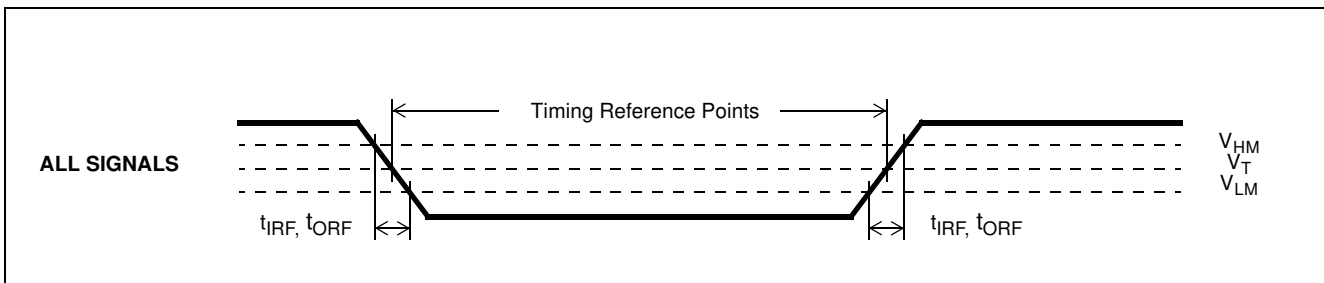 Timing Reference Points
ALL SIGNALS
V_HM
V_T
V_LM
t_IRF, t_ORF
t_IRF, t_ORF